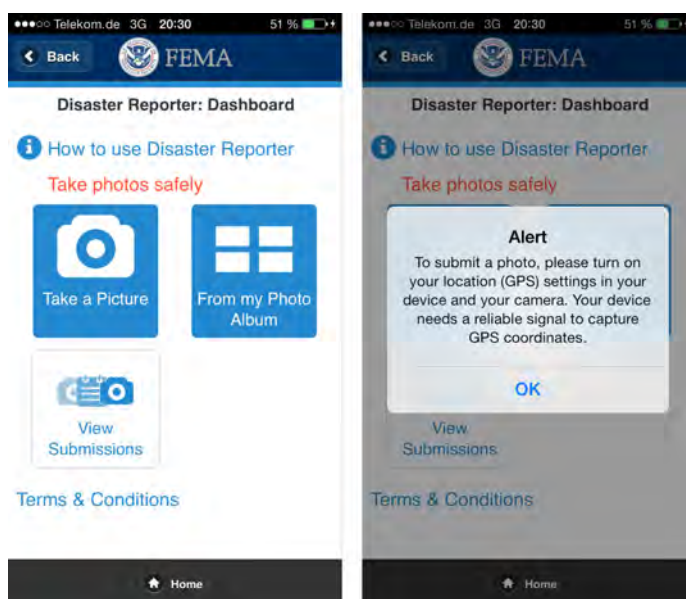 ●●●○○ Telekom.de 3G 20:30 51 %
Back FEMA
Disaster Reporter: Dashboard
How to use Disaster Reporter
Take photos safely
Take a Picture
From my Photo
Album
View
Submissions
Terms & Conditions
Home
●●●○○ Telekom.de 3G 20:30 51 %
Back FEMA
Disaster Reporter: Dashboard
How to use Disaster Reporter
Take photos safely
Alert
To submit a photo, please turn on
your location (GPS) settings in your
device and your camera. Your device
needs a reliable signal to capture
GPS coordinates.
OK
View
Submissions
Terms & Conditions
Home